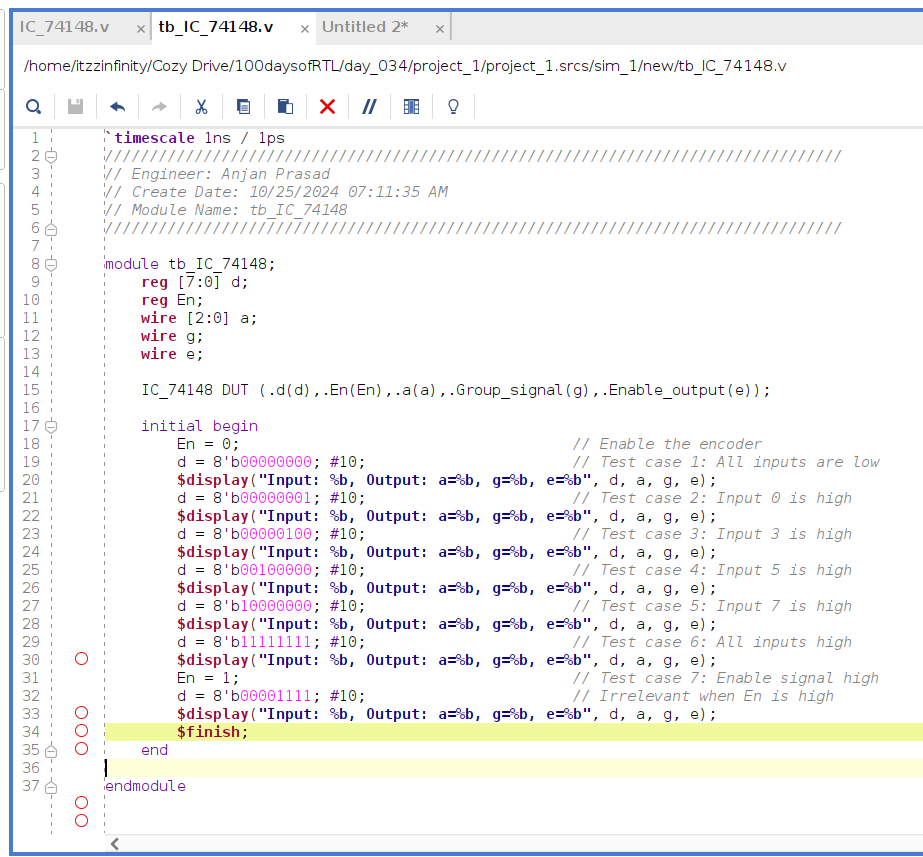 IC_74148.v × tb_IC_74148.v × Untitled 2* ×
/home/itzzinfinity/Cozy Drive/100daysofRTL/day_034/project_1/project_1.srcs/sim_1/new/tb_IC_74148.v
1 `timescale 1ns / 1ps
2 //////////////////////////////////////////////////////////////////////////////////
3 // Engineer: Anjan Prasad
4 // Create Date: 10/25/2024 07:11:35 AM
5 // Module Name: tb_IC_74148
6 //////////////////////////////////////////////////////////////////////////////////
7
8 module tb_IC_74148;
9 reg [7:0] d;
10 reg En;
11 wire [2:0] a;
12 wire g;
13 wire e;
14
15 IC_74148 DUT (.d(d),.En(En),.a(a),.Group_signal(g),.Enable_output(e));
16
17 initial begin
18 En = 0; // Enable the encoder
19 d = 8'b00000000; #10; // Test case 1: All inputs are low
20 $display("Input: %b, Output: a=%b, g=%b, e=%b", d, a, g, e);
21 d = 8'b00000001; #10; // Test case 2: Input 0 is high
22 $display("Input: %b, Output: a=%b, g=%b, e=%b", d, a, g, e);
23 d = 8'b00000100; #10; // Test case 3: Input 3 is high
24 $display("Input: %b, Output: a=%b, g=%b, e=%b", d, a, g, e);
25 d = 8'b00100000; #10; // Test case 4: Input 5 is high
26 $display("Input: %b, Output: a=%b, g=%b, e=%b", d, a, g, e);
27 d = 8'b10000000; #10; // Test case 5: Input 7 is high
28 $display("Input: %b, Output: a=%b, g=%b, e=%b", d, a, g, e);
29 d = 8'b11111111; #10; // Test case 6: All inputs high
30 $display("Input: %b, Output: a=%b, g=%b, e=%b", d, a, g, e);
31 En = 1; // Test case 7: Enable signal high
32 d = 8'b00001111; #10; // Irrelevant when En is high
33 $display("Input: %b, Output: a=%b, g=%b, e=%b", d, a, g, e);
34 $finish;
35 end
36
37 endmodule